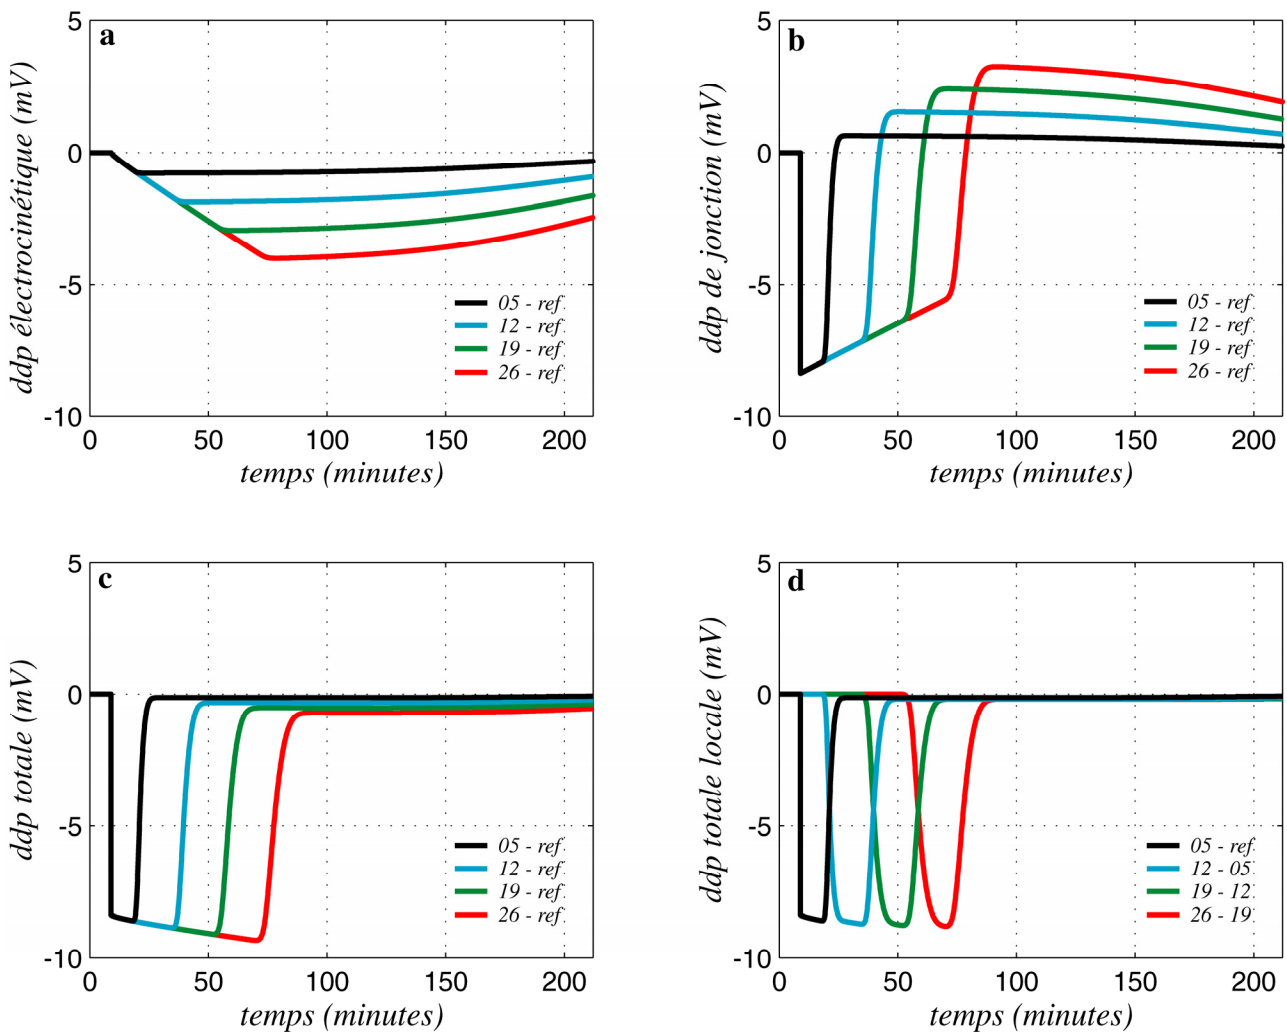 a
ddp électrocinétique (mV)
5
0
-5
-10
05 - ref
12 - ref
19 - ref
26 - ref
0 50 100 150 200
temps (minutes)
b
ddp de jonction (mV)
5
0
-5
-10
05 - ref
12 - ref
19 - ref
26 - ref
0 50 100 150 200
temps (minutes)
c
ddp totale (mV)
5
0
-5
-10
05 - ref
12 - ref
19 - ref
26 - ref
0 50 100 150 200
temps (minutes)
d
ddp totale locale (mV)
5
0
-5
-10
05 - ref
12 - 05
19 - 12
26 - 19
0 50 100 150 200
temps (minutes)